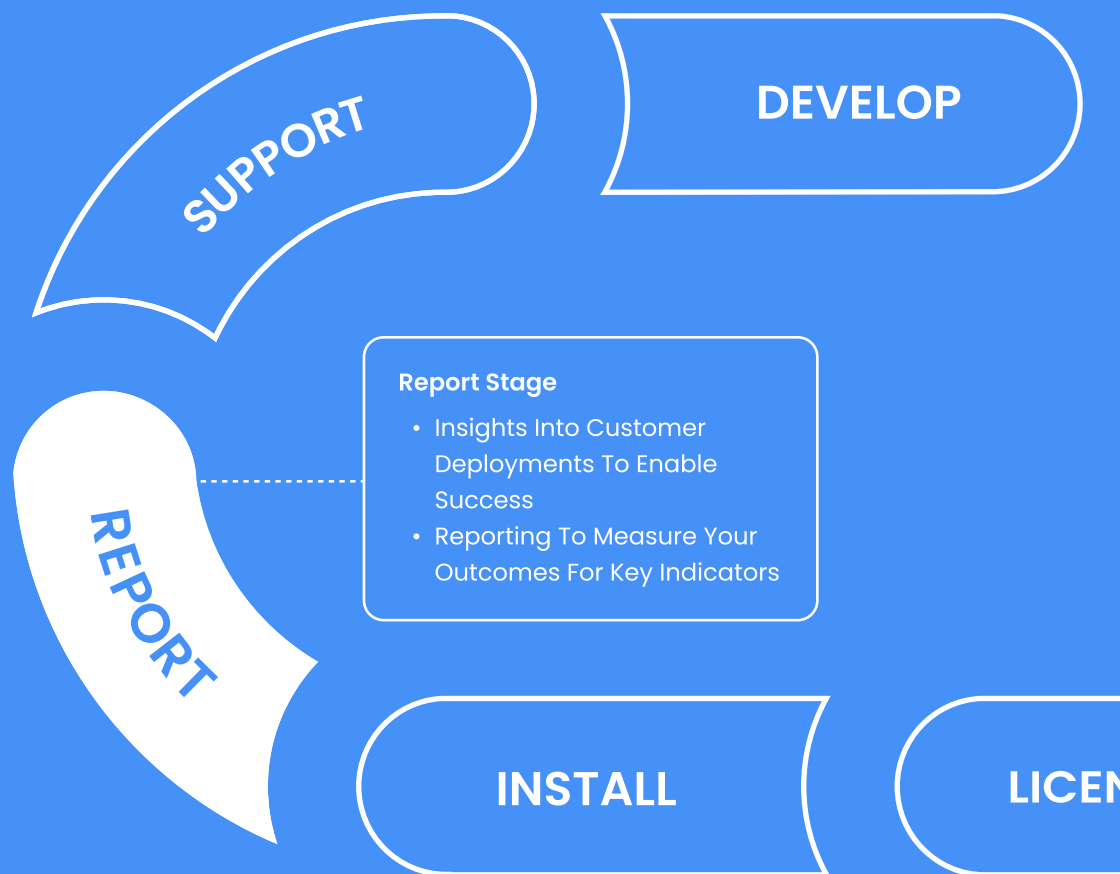 SUPPORT
DEVELOP
Report Stage
• Insights Into Customer
Deployments To Enable
Success
• Reporting To Measure Your
Outcomes For Key Indicators
REPORT
INSTALL
LICEN